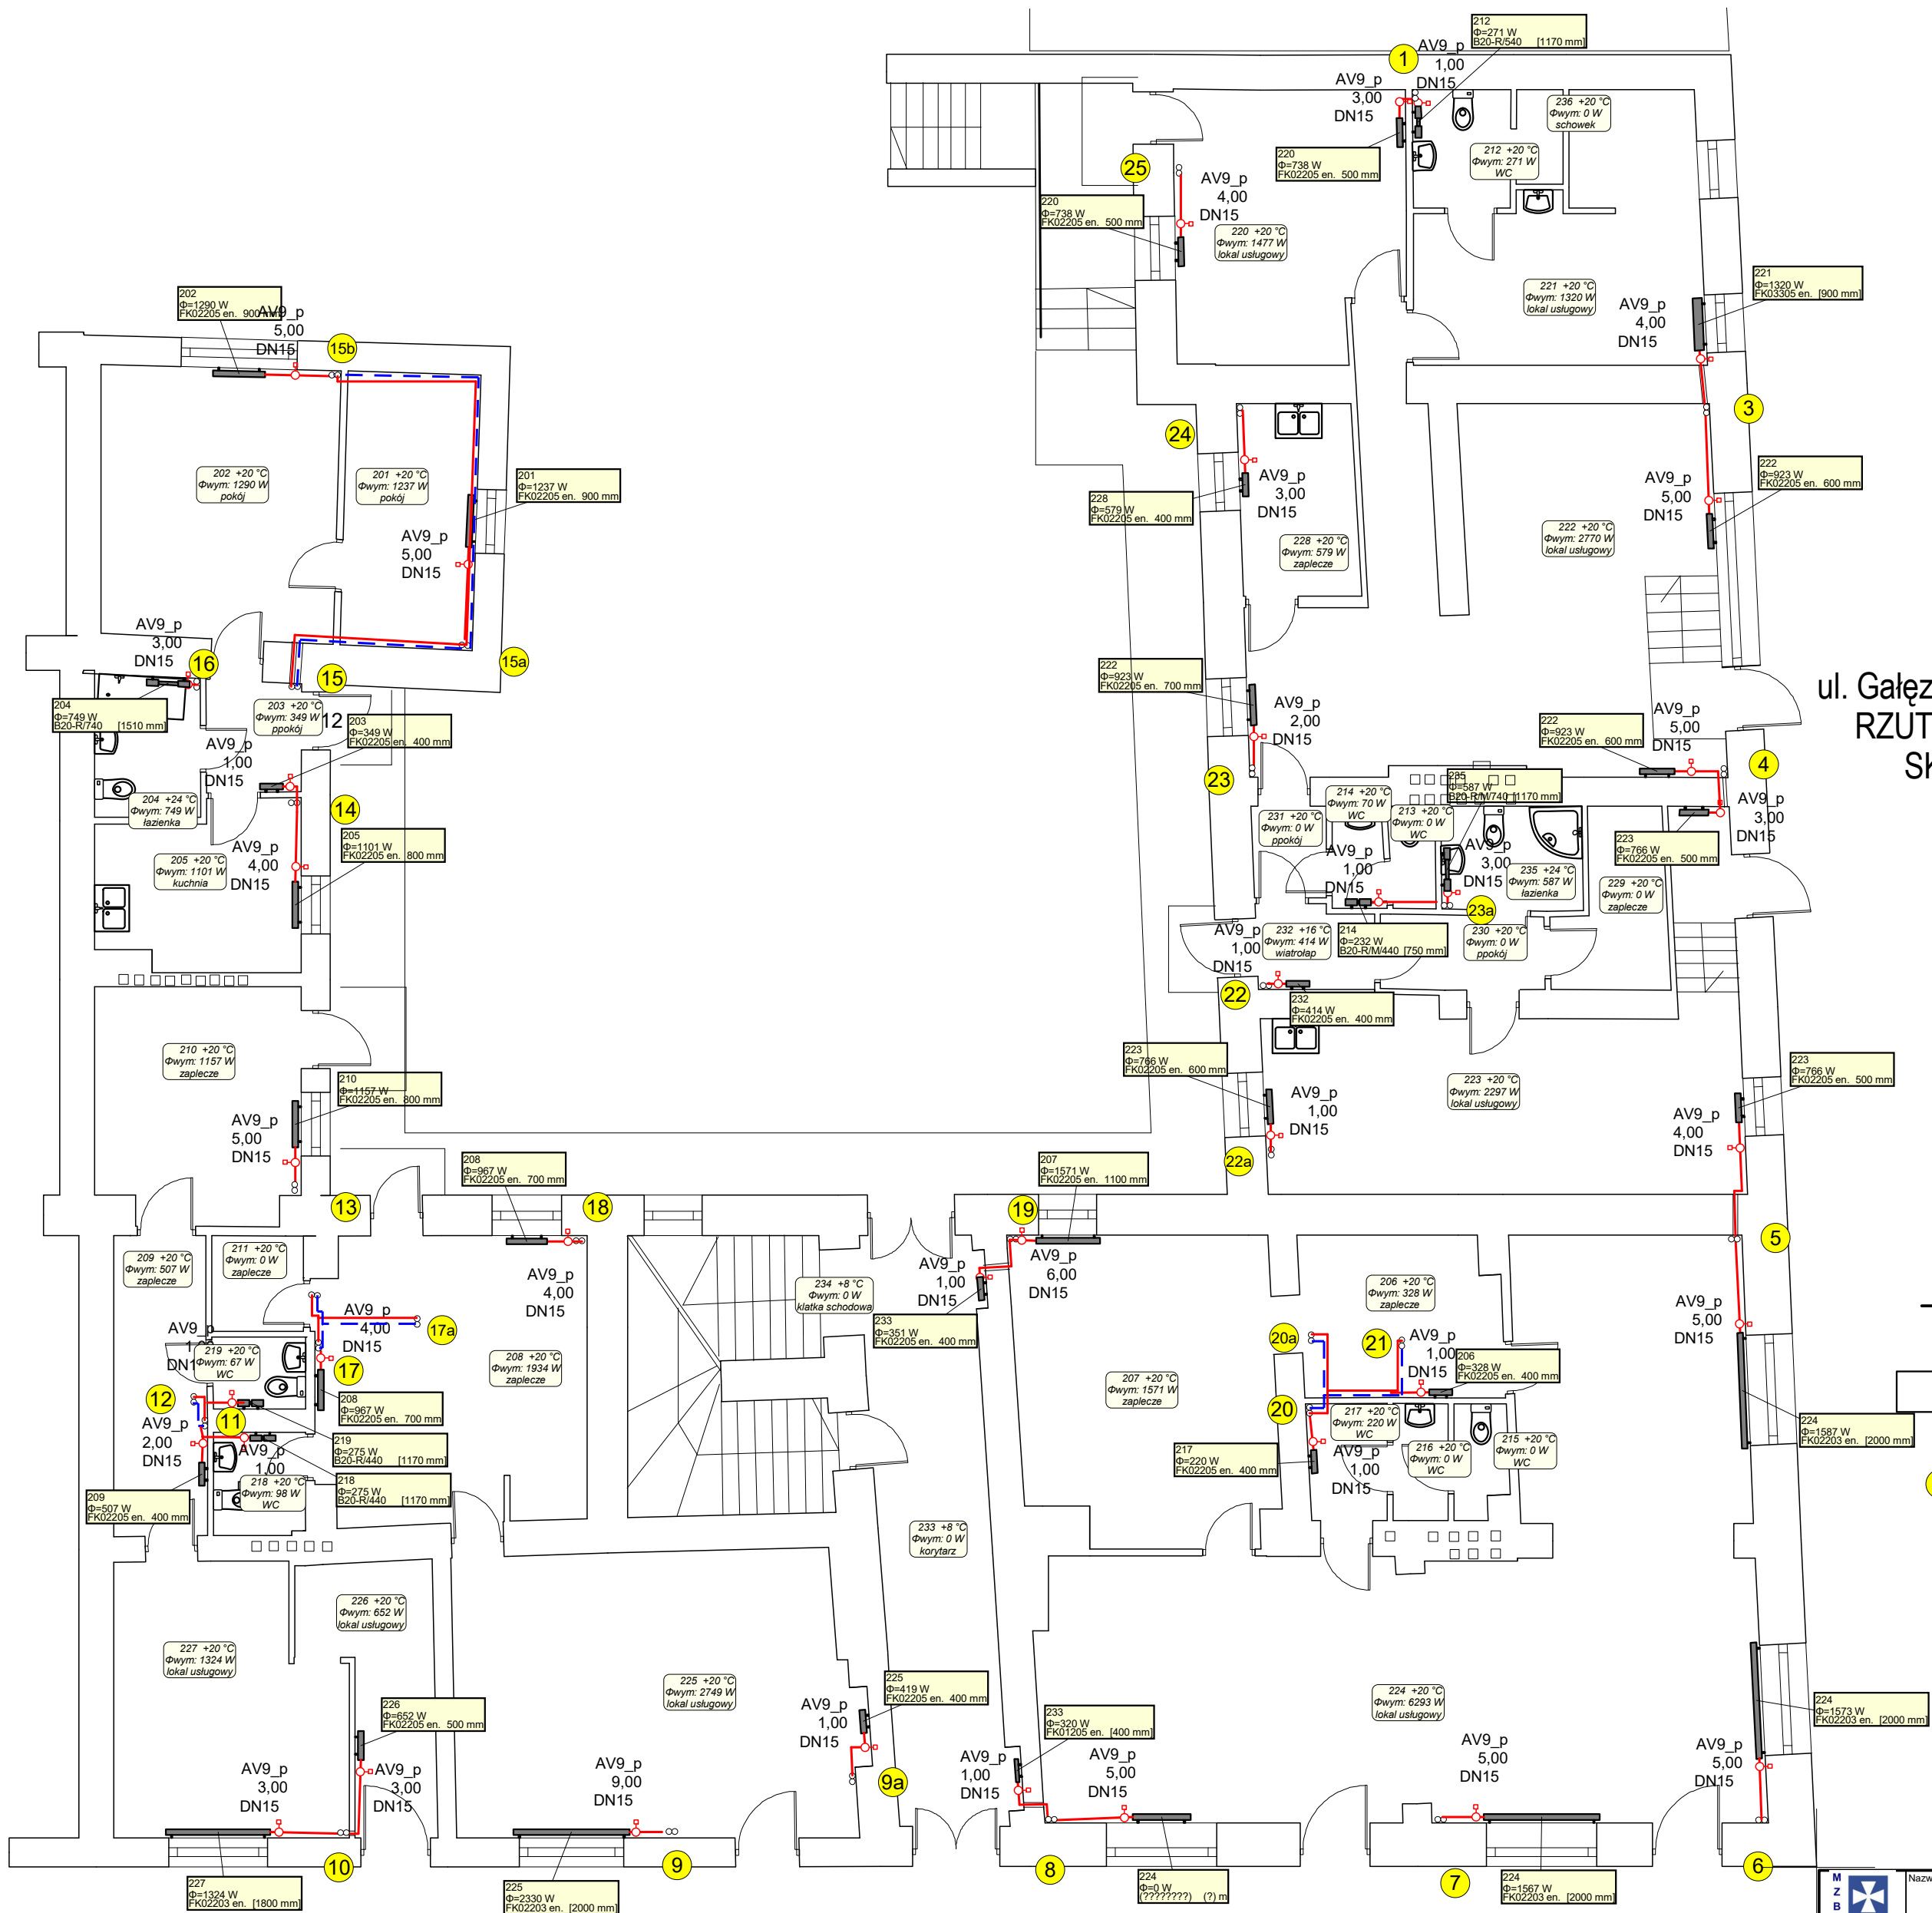 212
Φ=271 W
B20-R/540 [1170 mm]
1
AV9_p
1,00
DN15
AV9_p
3,00
DN15
236 +20 °C
Φwym: 0 W
schowek
212 +20 °C
Φwym: 271 W
WC
220
Φ=738 W
FK02205 en. 500 mm
25
AV9_p
4,00
DN15
220
Φ=738 W
FK02205 en. 500 mm
220 +20 °C
Φwym: 1477 W
lokal usługowy
221 +20 °C
Φwym: 1320 W
lokal usługowy
221
Φ=1320 W
FK03305 en. [900 mm]
AV9_p
4,00
DN15
202
Φ=1290 W
FK02205 en. 900 mm
AV9_p
5,00
DN15
15b
3
24
202 +20 °C
Φwym: 1290 W
pokój
201 +20 °C
Φwym: 1237 W
pokój
201
Φ=1237 W
FK02205 en. 900 mm
AV9_p
5,00
DN15
228
Φ=579 W
FK02205 en. 400 mm
AV9_p
3,00
DN15
228 +20 °C
Φwym: 579 W
zaplecze
222
Φ=923 W
FK02205 en. 600 mm
AV9_p
5,00
DN15
222 +20 °C
Φwym: 2770 W
lokal usługowy
AV9_p
3,00
DN15
16
15
15a
204
Φ=749 W
B20-R/740 [1510 mm]
203 +20 °C
Φwym: 349 W
ppokój
12
203
Φ=349 W
FK02205 en. 400 mm
AV9_p
1,00
DN15
222
Φ=923 W
FK02205 en. 700 mm
AV9_p
2,00
DN15
222
Φ=923 W
FK02205 en. 600 mm
AV9_p
5,00
DN15
ul. Gałęz
RZUT
SK
4
23
204 +24 °C
Φwym: 749 W
łazienka
14
205
Φ=1101 W
FK02205 en. 800 mm
205 +20 °C
Φwym: 1101 W
kuchnia
AV9_p
4,00
DN15
235
Φ=587 W
B20-R/M/740 [1170 mm]
214 +20 °C
Φwym: 70 W
WC
213 +20 °C
Φwym: 0 W
WC
231 +20 °C
Φwym: 0 W
ppokój
AV9_p
1,00
DN15
AV9_p
3,00
DN15
235 +24 °C
Φwym: 587 W
łazienka
229 +20 °C
Φwym: 0 W
zaplecze
223
Φ=766 W
FK02205 en. 500 mm
AV9_p
3,00
DN15
23a
AV9_p
1,00
DN15
232 +16 °C
Φwym: 414 W
wiatrołap
214
Φ=232 W
B20-R/M/440 [750 mm]
230 +20 °C
Φwym: 0 W
ppokój
22
232
Φ=414 W
FK02205 en. 400 mm
210 +20 °C
Φwym: 1157 W
zaplecze
210
Φ=1157 W
FK02205 en. 800 mm
AV9_p
5,00
DN15
223
Φ=766 W
FK02205 en. 600 mm
AV9_p
1,00
DN15
223 +20 °C
Φwym: 2297 W
lokal usługowy
223
Φ=766 W
FK02205 en. 500 mm
AV9_p
4,00
DN15
22a
13
208
Φ=967 W
FK02205 en. 700 mm
18
207
Φ=1571 W
FK02205 en. 1100 mm
19
5
209 +20 °C
Φwym: 507 W
zaplecze
211 +20 °C
Φwym: 0 W
zaplecze
AV9_p
4,00
DN15
234 +8 °C
Φwym: 0 W
klatka schodowa
AV9_p
1,00
DN15
AV9_p
6,00
DN15
206 +20 °C
Φwym: 328 W
zaplecze
AV9_p
4,00
DN15
17a
233
Φ=351 W
FK02205 en. 400 mm
AV9_p
5,00
DN15
219 +20 °C
Φwym: 67 W
WC
17
208 +20 °C
Φwym: 1934 W
zaplecze
20a
21
AV9_p
1,00
DN15
206
Φ=328 W
FK02205 en. 400 mm
12
11
208
Φ=967 W
FK02205 en. 700 mm
207 +20 °C
Φwym: 1571 W
zaplecze
20
217 +20 °C
Φwym: 220 W
WC
224
Φ=1587 W
FK02203 en. [2000 mm]
AV9_p
2,00
DN15
AV9_p
1,00
219
Φ=275 W
B20-R/440 [1170 mm]
217
Φ=220 W
FK02205 en. 400 mm
AV9_p
1,00
DN15
216 +20 °C
Φwym: 0 W
WC
215 +20 °C
Φwym: 0 W
WC
218 +20 °C
Φwym: 98 W
WC
218
Φ=275 W
B20-R/440 [1170 mm]
209
Φ=507 W
FK02205 en. 400 mm
233 +8 °C
Φwym: 0 W
korytarz
226 +20 °C
Φwym: 652 W
lokal usługowy
227 +20 °C
Φwym: 1324 W
lokal usługowy
225 +20 °C
Φwym: 2749 W
lokal usługowy
225
Φ=419 W
FK02205 en. 400 mm
224 +20 °C
Φwym: 6293 W
lokal usługowy
224
Φ=1573 W
FK02203 en. [2000 mm]
226
Φ=652 W
FK02205 en. 500 mm
AV9_p
1,00
DN15
233
Φ=320 W
FK01205 en. [400 mm]
AV9_p
3,00
DN15
AV9_p
3,00
DN15
AV9_p
9,00
DN15
9a
AV9_p
1,00
DN15
AV9_p
5,00
DN15
AV9_p
5,00
DN15
AV9_p
5,00
DN15
10
9
8
7
6
227
Φ=1324 W
FK02203 en. [1800 mm]
225
Φ=2330 W
FK02203 en. [2000 mm]
224
Φ=0 W
(????????) (?) m
224
Φ=1567 W
FK02203 en. [2000 mm]
M
Z
B
Nazw